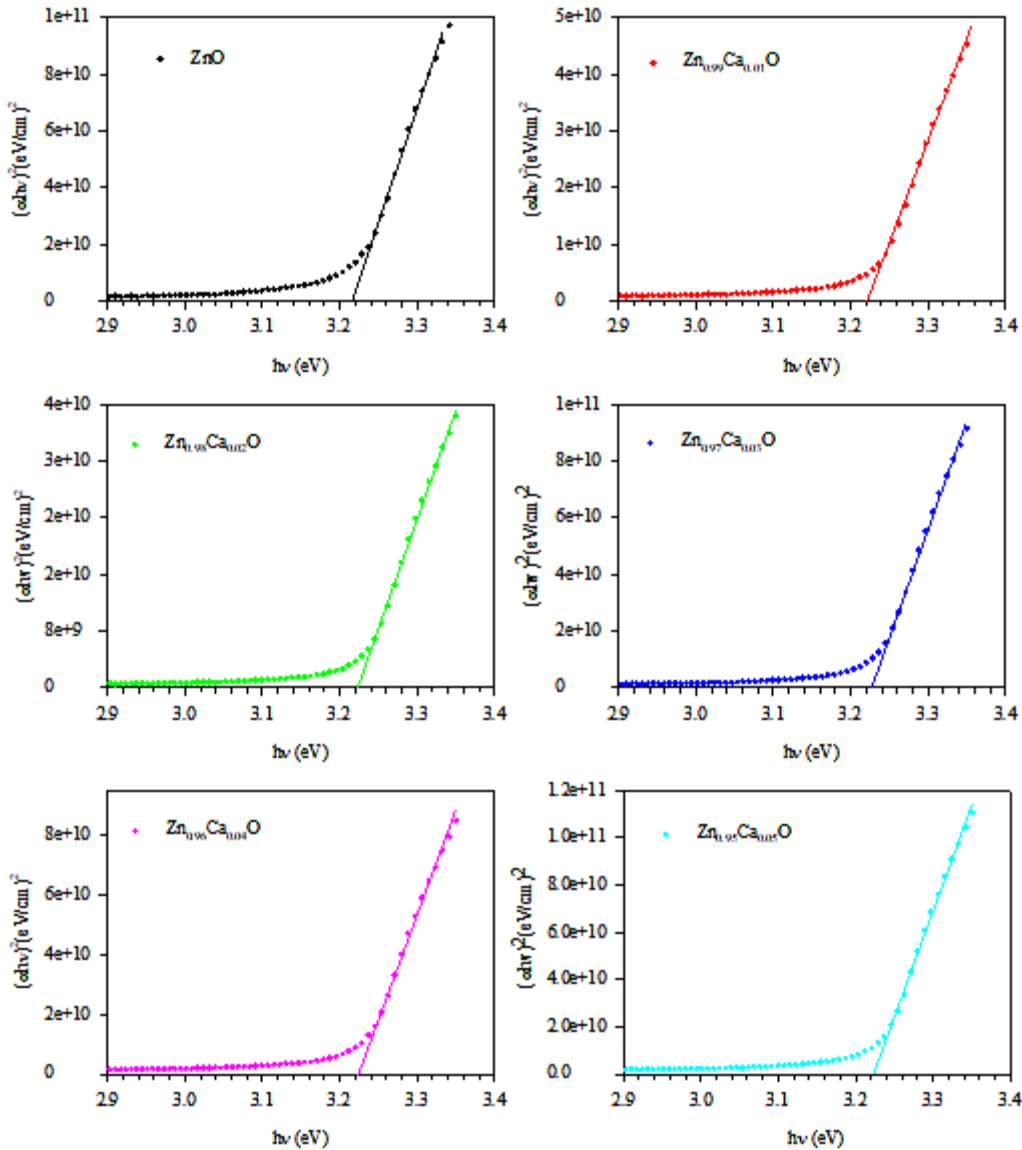 1e+11
8e+10
6e+10
4e+10
2e+10
0
(αhν)²(eV/cm)²
ZnO
2.9 3.0 3.1 3.2 3.3 3.4
hν (eV)
5e+10
4e+10
3e+10
2e+10
1e+10
0
(αhν)²(eV/cm)²
Zn₀.₉₉Ca₀.₀₁O
2.9 3.0 3.1 3.2 3.3 3.4
hν (eV)
4e+10
3e+10
2e+10
2e+10
8e+9
0
(αhν)²(eV/cm)²
Zn₀.₉₈Ca₀.₀₂O
2.9 3.0 3.1 3.2 3.3 3.4
hν (eV)
1e+11
8e+10
6e+10
4e+10
2e+10
0
(αhν)2(eV/cm)2
Zn₀.₉₇Ca₀.₀₃O
2.9 3.0 3.1 3.2 3.3 3.4
hν (eV)
8e+10
6e+10
4e+10
2e+10
0
(αhν)²(eV/cm)²
Zn₀.₉₆Ca₀.₀₄O
2.9 3.0 3.1 3.2 3.3 3.4
hν (eV)
1.2e+11
1.0e+11
8.0e+10
6.0e+10
4.0e+10
2.0e+10
0.0
(αhν)2(eV/cm)2
Zn₀.₉₅Ca₀.₀₅O
2.9 3.0 3.1 3.2 3.3 3.4
hν (eV)